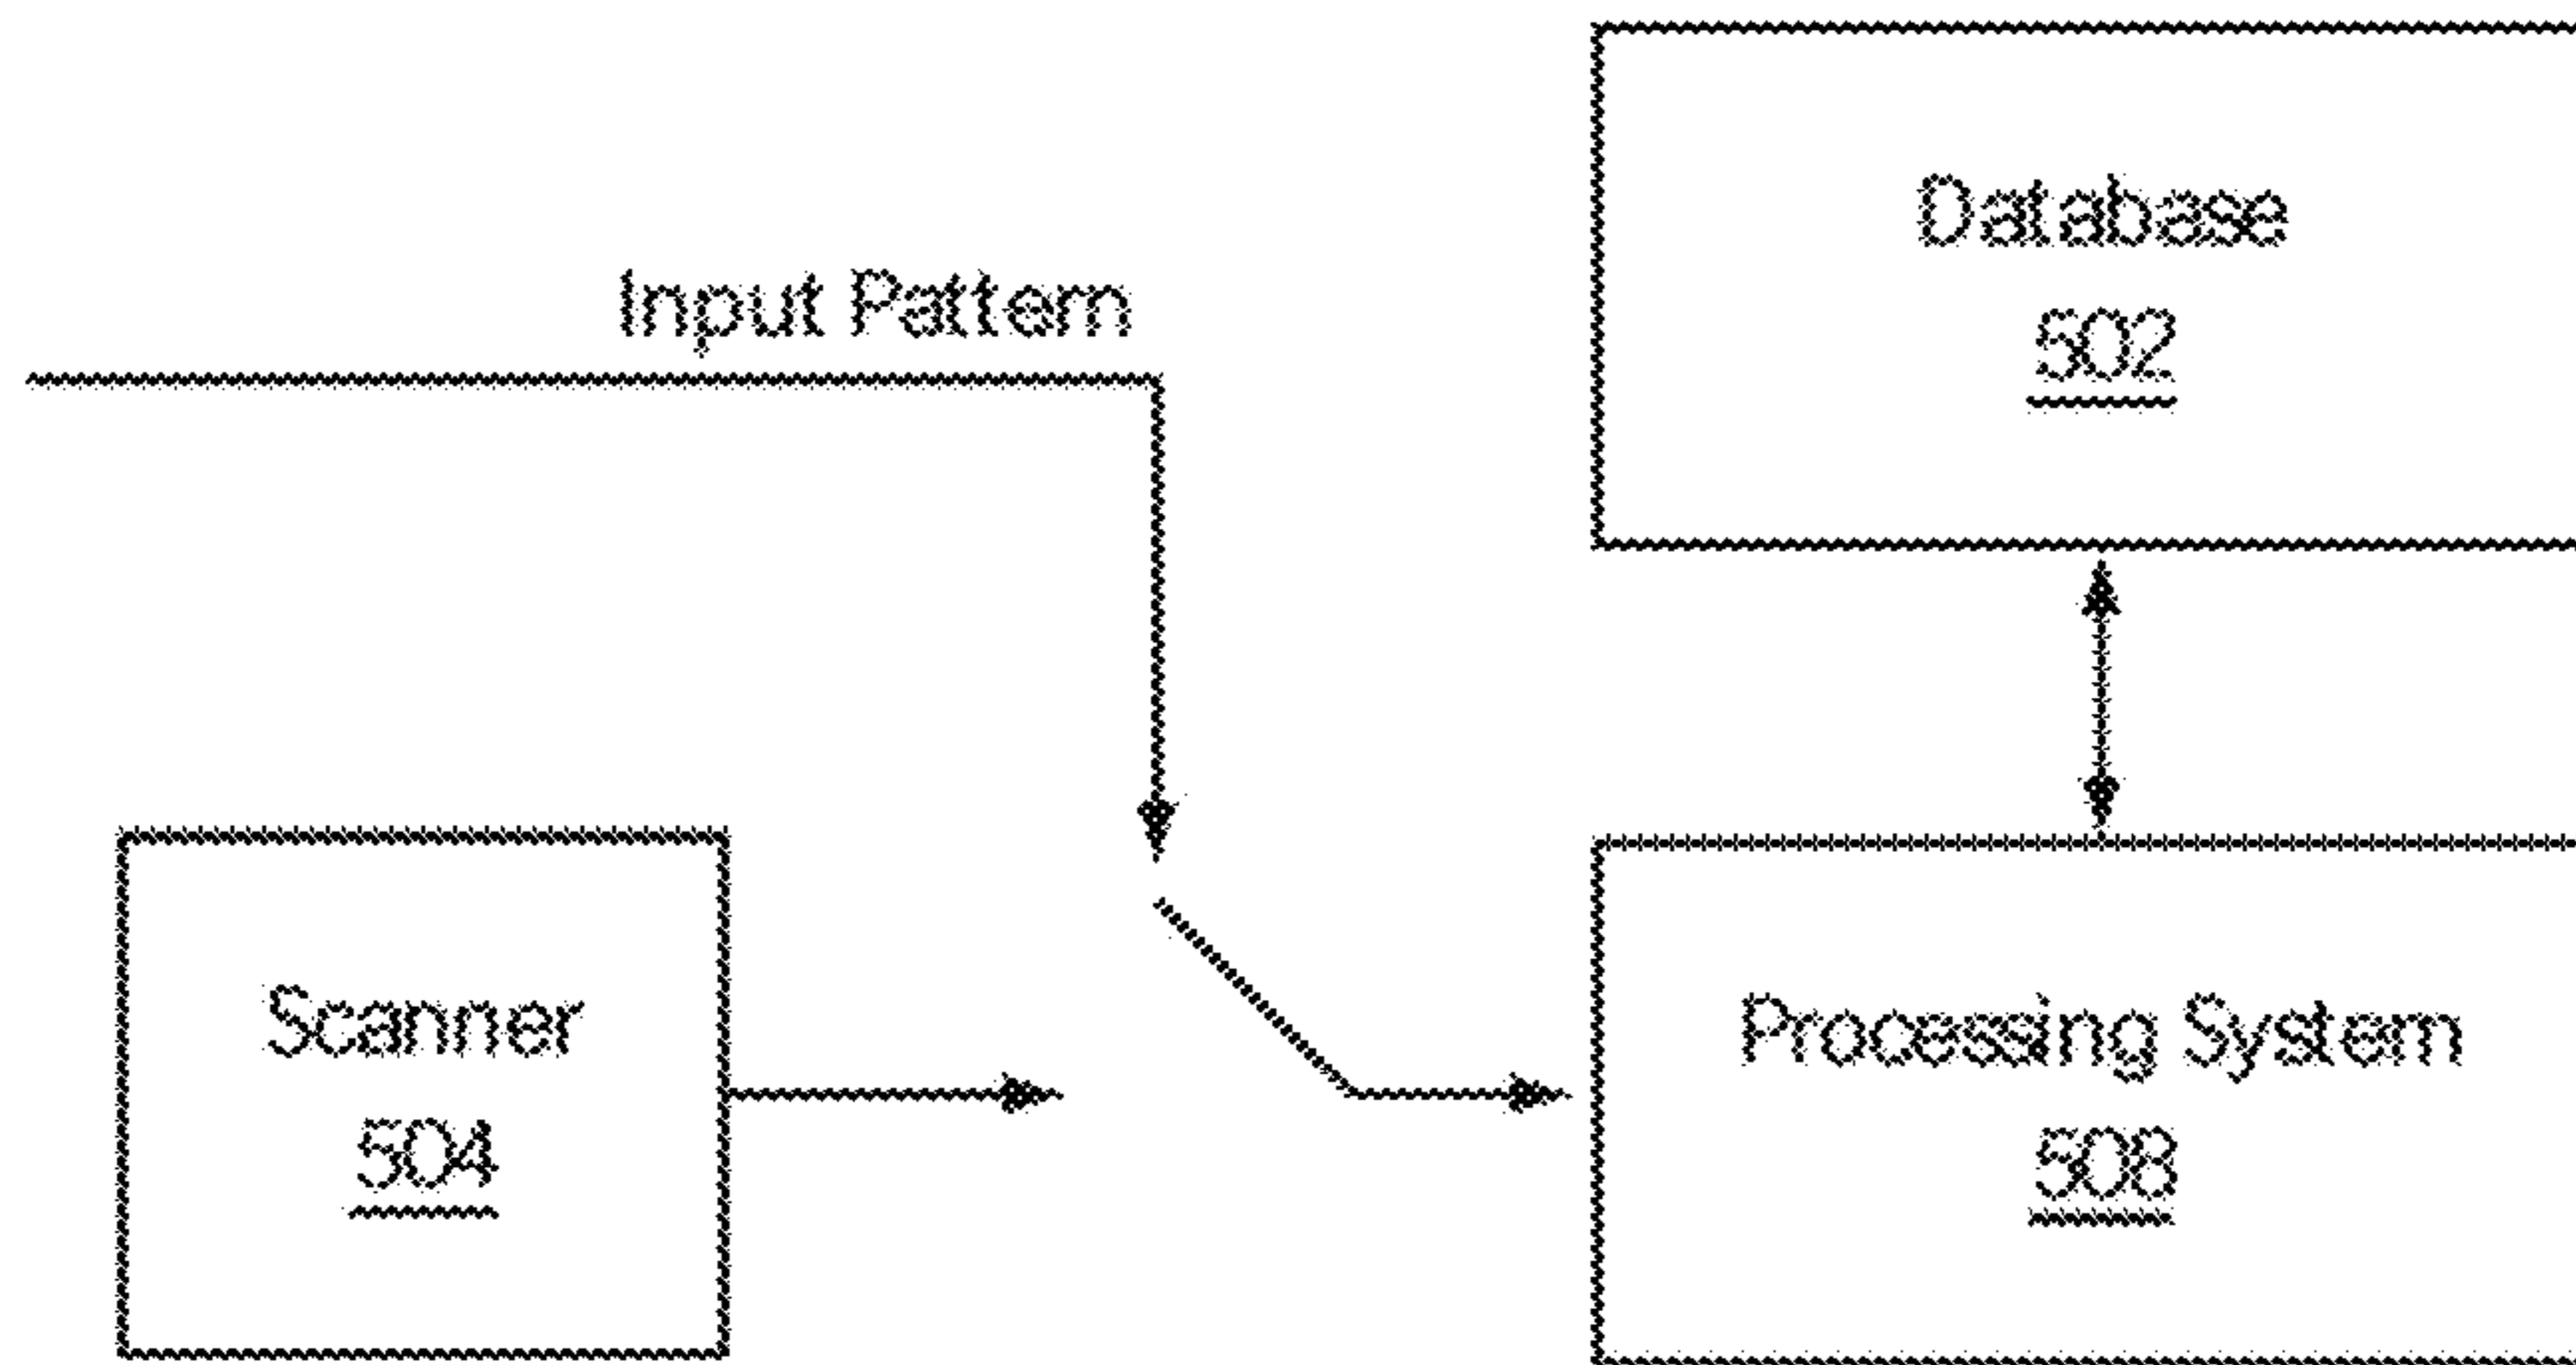 Database
502
Input Pattern
Scanner
504
Processing System
508